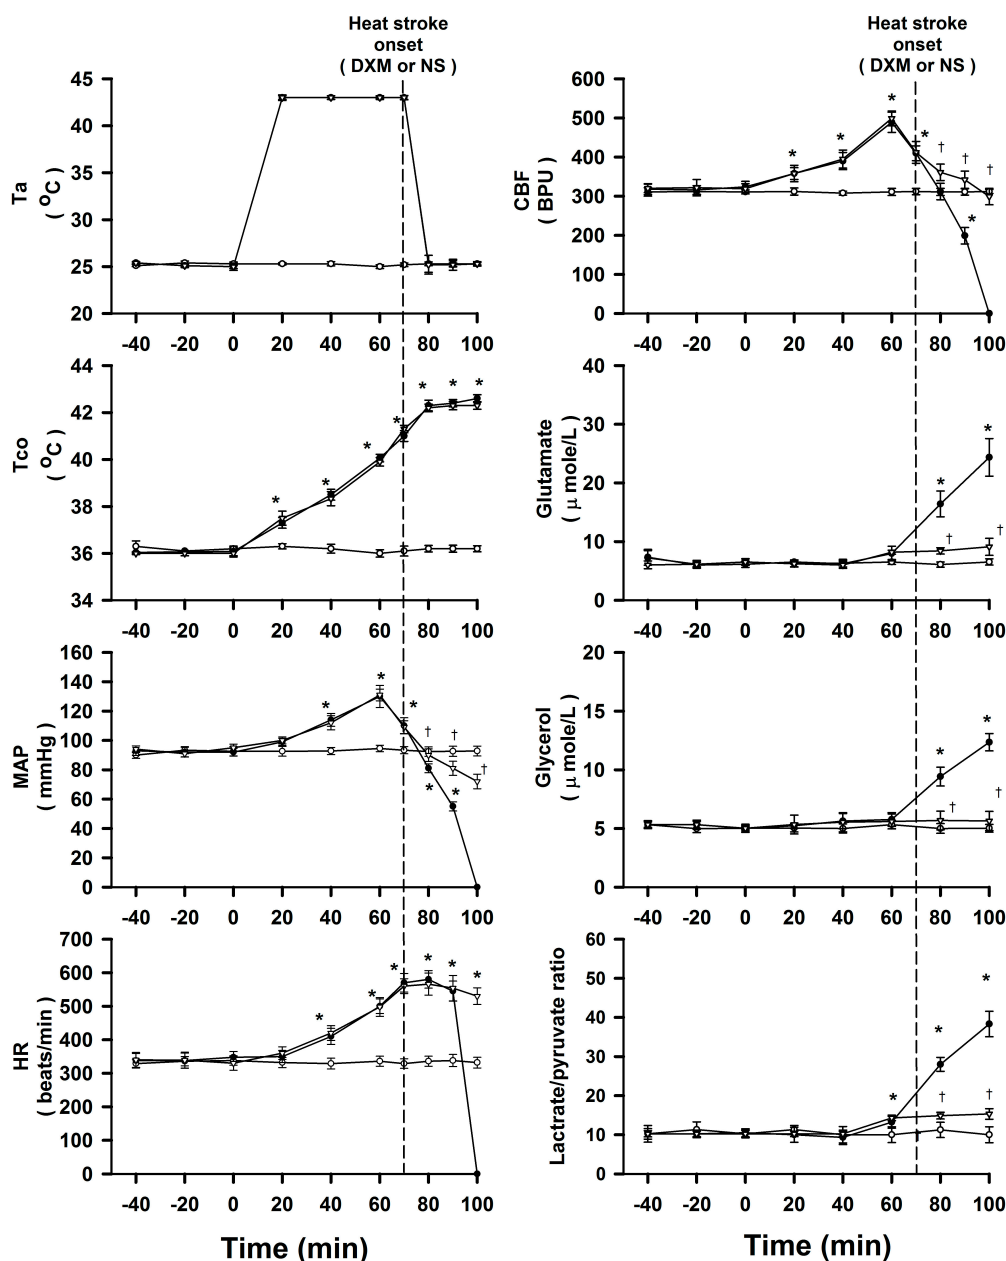 Heat stroke
onset
( DXM or NS )
45
40
35
30
25
20
Ta
( °C )
-40 -20 0 20 40 60 80 100
44
42
40
38
36
34
Tco
( °C )
* * * * * * *
-40 -20 0 20 40 60 80 100
160
140
120
100
80
60
40
20
0
MAP
( mmHg )
* * * † † † * *
-40 -20 0 20 40 60 80 100
700
600
500
400
300
200
100
0
HR
( beats/min )
* * * * * *
-40 -20 0 20 40 60 80 100
Time (min)
Heat stroke
onset
( DXM or NS )
600
500
400
300
200
100
0
CBF
( BPU )
* * * * † † † *
-40 -20 0 20 40 60 80 100
40
30
20
10
0
Glutamate
( μ mole/L )
* * † †
-40 -20 0 20 40 60 80 100
20
15
10
5
0
Glycerol
( μ mole/L )
* * † †
-40 -20 0 20 40 60 80 100
60
50
40
30
20
10
0
Lactrate/pyruvate ratio
* * * † † †
-40 -20 0 20 40 60 80 100
Time (min)